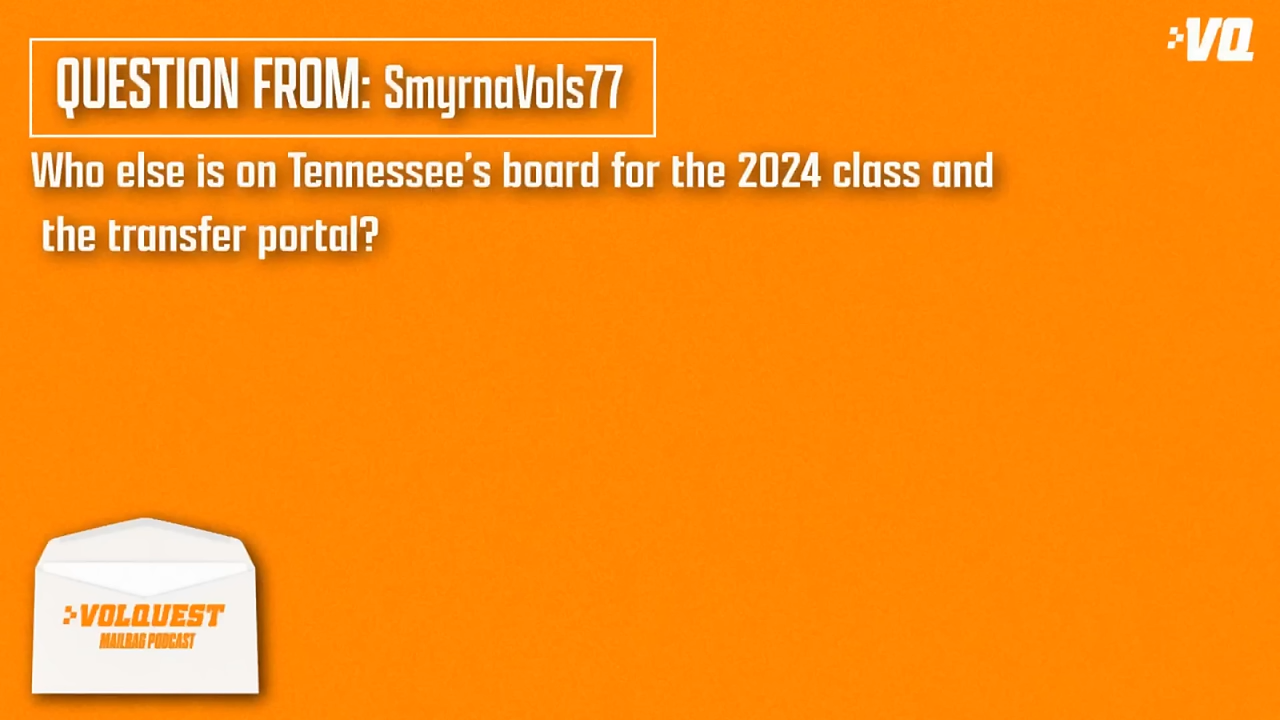 VQ
QUESTION FROM: SmyrnaVols77
Who else is on Tennessee’s board for the 2024 class and
the transfer portal?
VOLQUEST
MAILBAG PODCAST